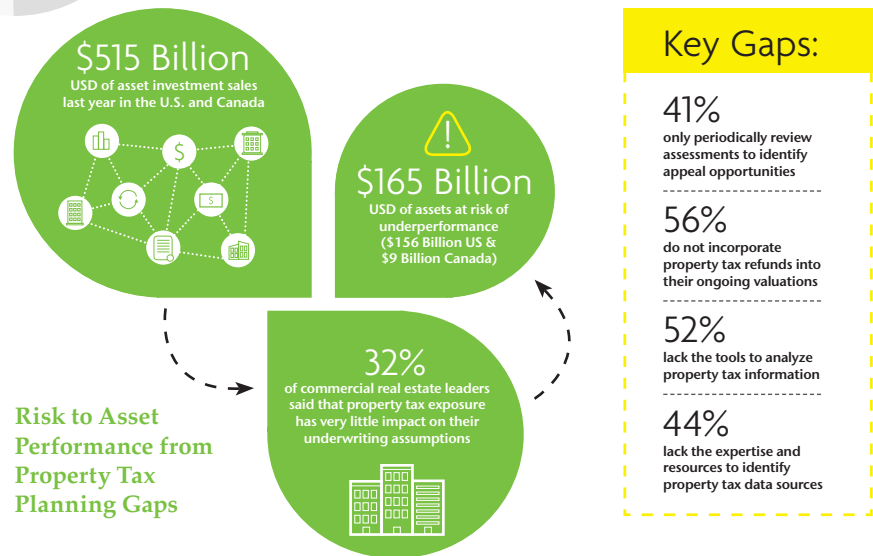 $515 Billion
USD of asset investment sales
last year in the U.S. and Canada
$
$
!
$165 Billion
USD of assets at risk of
underperformance
($156 Billion US &
$9 Billion Canada)
32%
of commercial real estate leaders
said that property tax exposure
has very little impact on their
underwriting assumptions
Risk to Asset
Performance from
Property Tax
Planning Gaps
Key Gaps:
41%
only periodically review
assessments to identify
appeal opportunities
56%
do not incorporate
property tax refunds into
their ongoing valuations
52%
lack the tools to analyze
property tax information
44%
lack the expertise and
resources to identify
property tax data sources